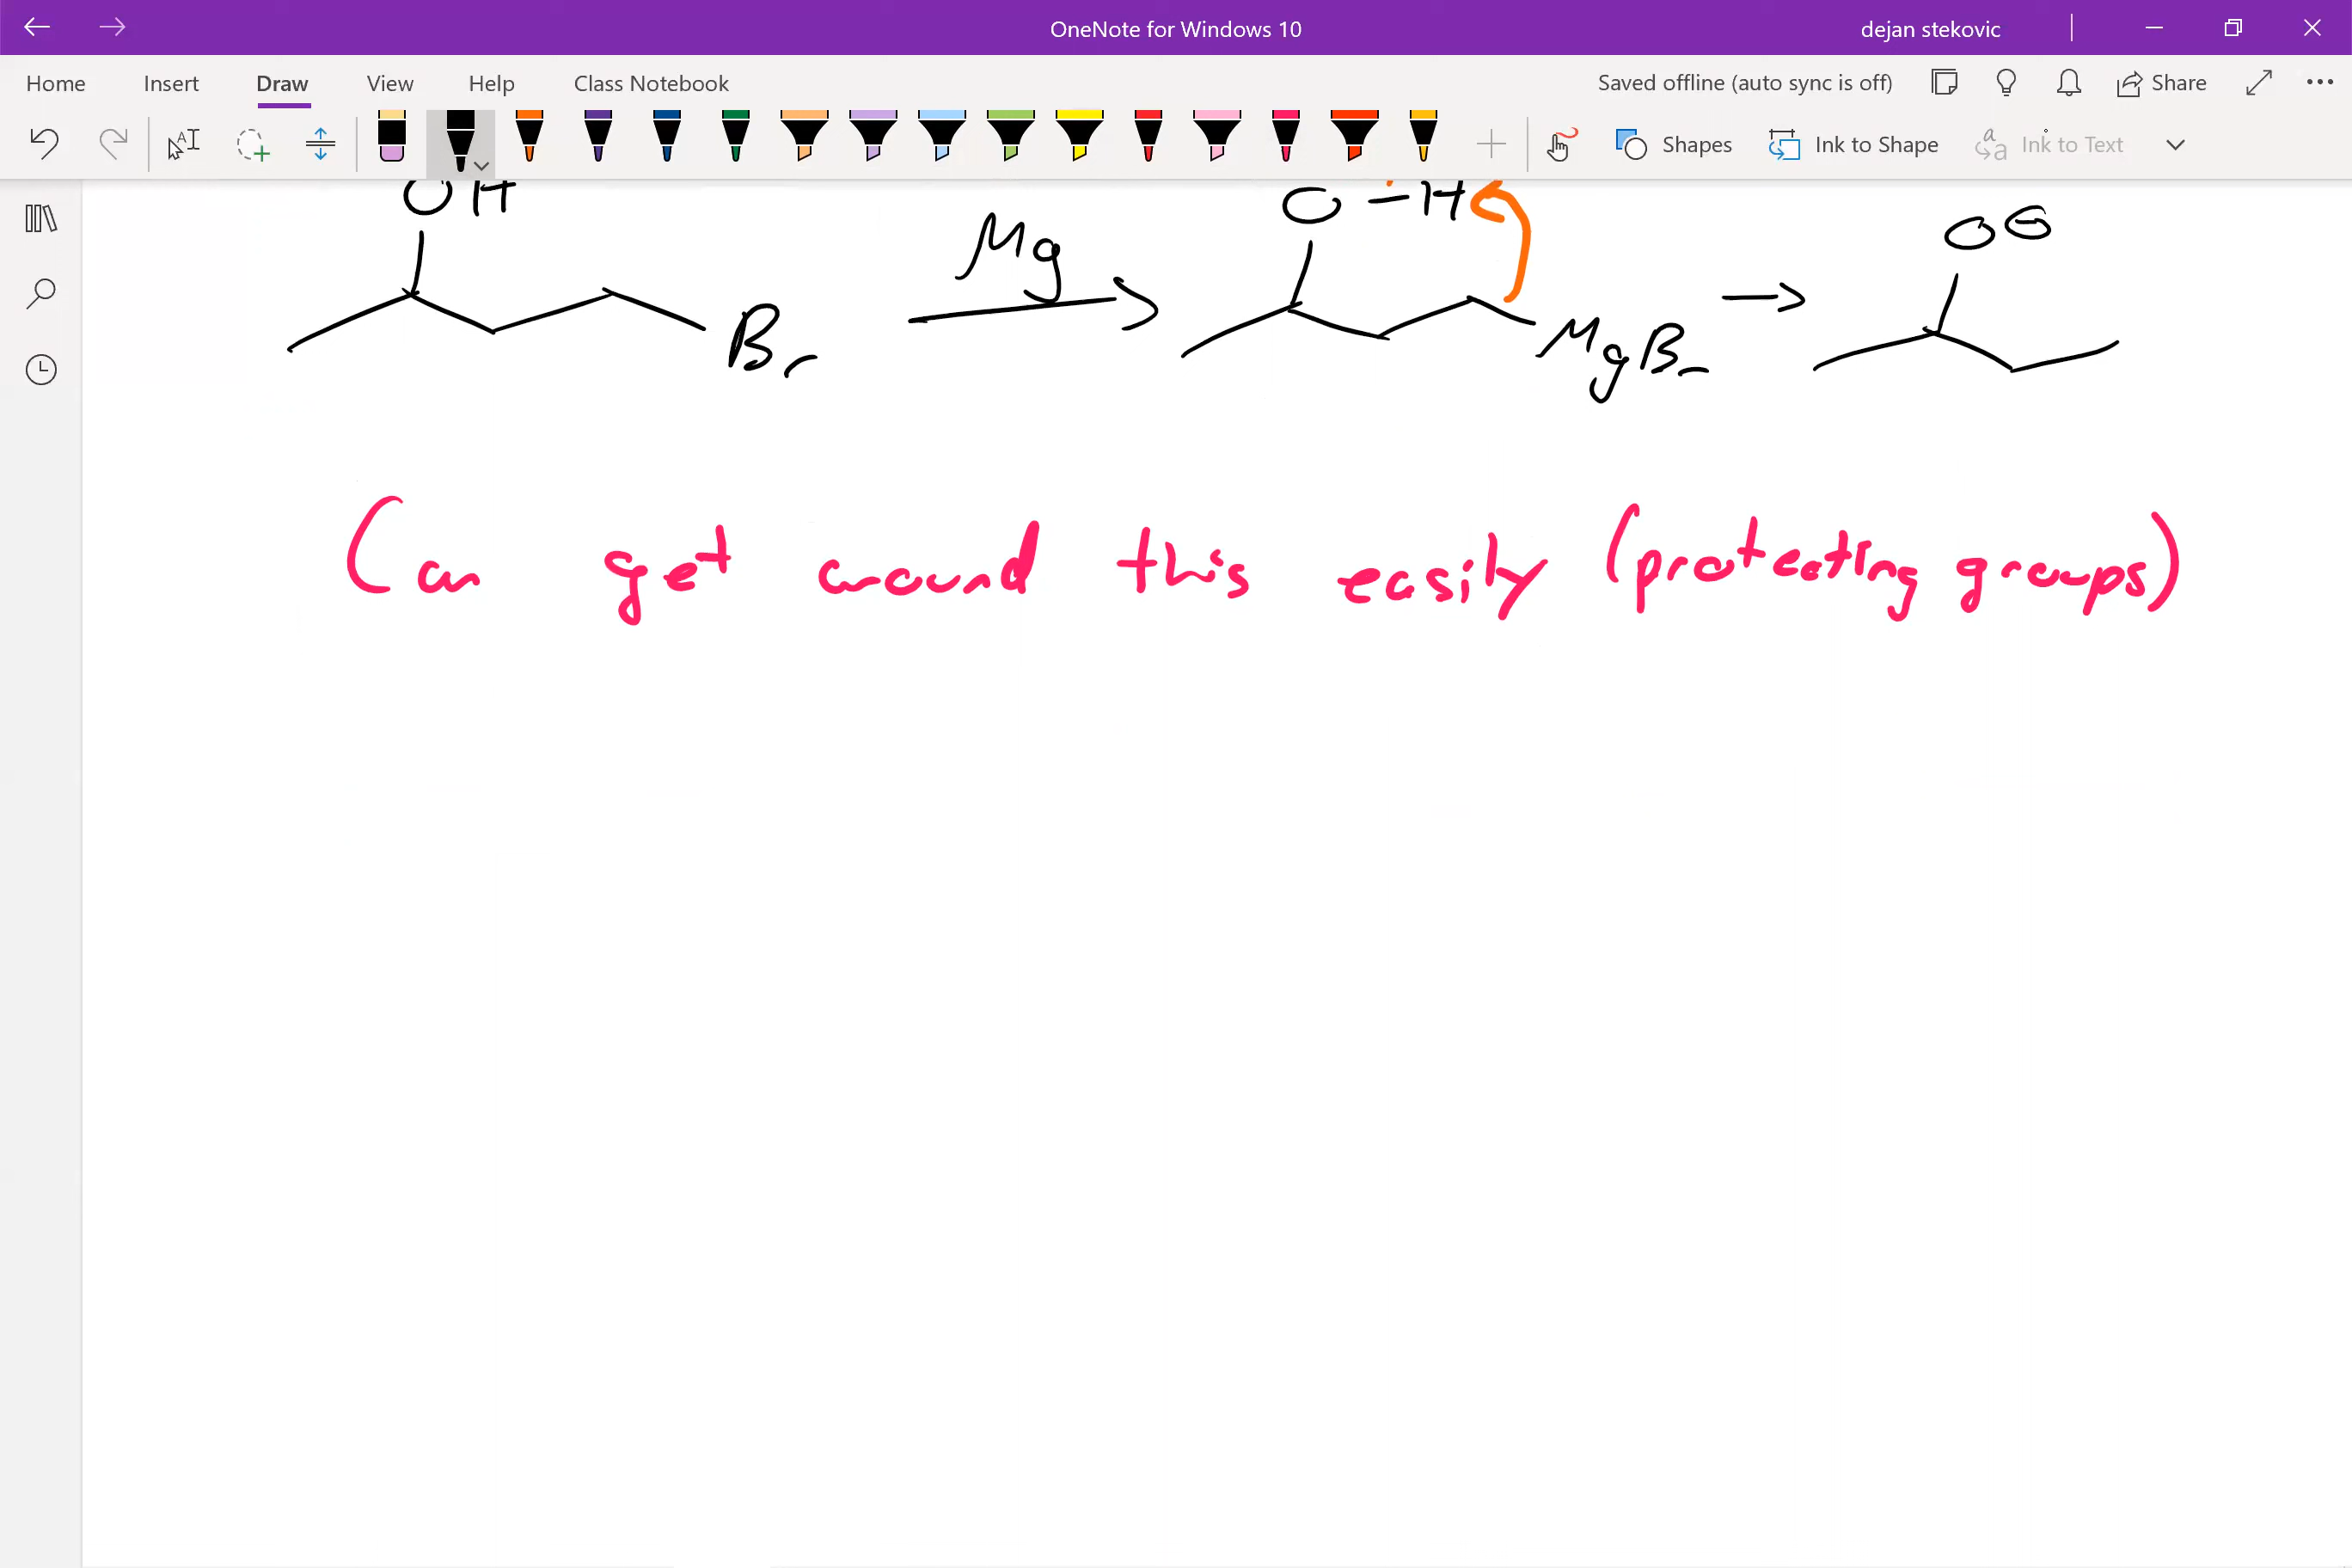 OneNote for Windows 10
dejan stekovic
Home Insert Draw View Help Class Notebook
Saved offline (auto sync is off) Share
Shapes Ink to Shape Ink to Text
OH
Mg
O-H
O⊖
Br
MgBr
Can get around this easily (protecting groups)